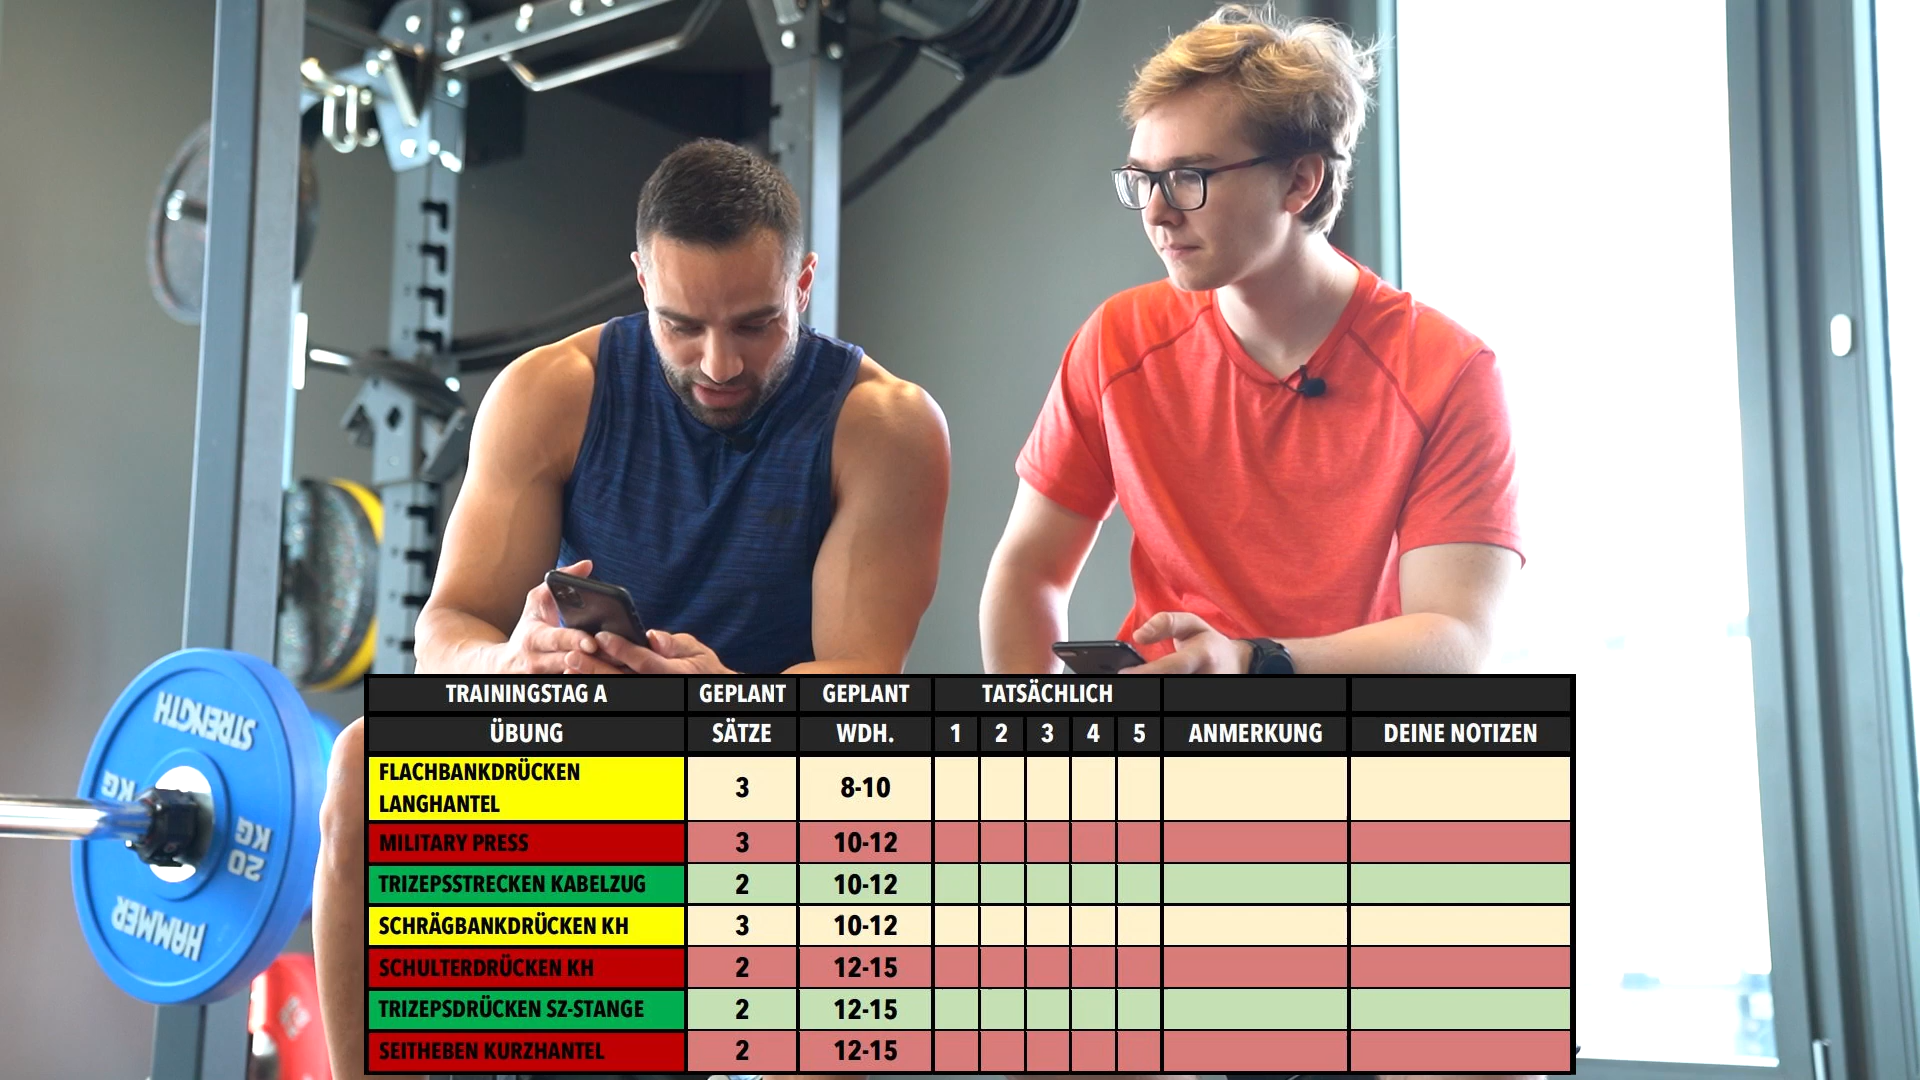 STRENGTH
KG
20
KG
HAMMER
TRAININGSTAG A GEPLANT GEPLANT TATSÄCHLICH
ÜBUNG SÄTZE WDH. 1 2 3 4 5 ANMERKUNG DEINE NOTIZEN
FLACHBANKDRÜCKEN
LANGHANTEL 3 8-10
MILITARY PRESS 3 10-12
TRIZEPSSTRECKEN KABELZUG 2 10-12
SCHRÄGBANKDRÜCKEN KH 3 10-12
SCHULTERDRÜCKEN KH 2 12-15
TRIZEPSDRÜCKEN SZ-STANGE 2 12-15
SEITHEBEN KURZHANTEL 2 12-15